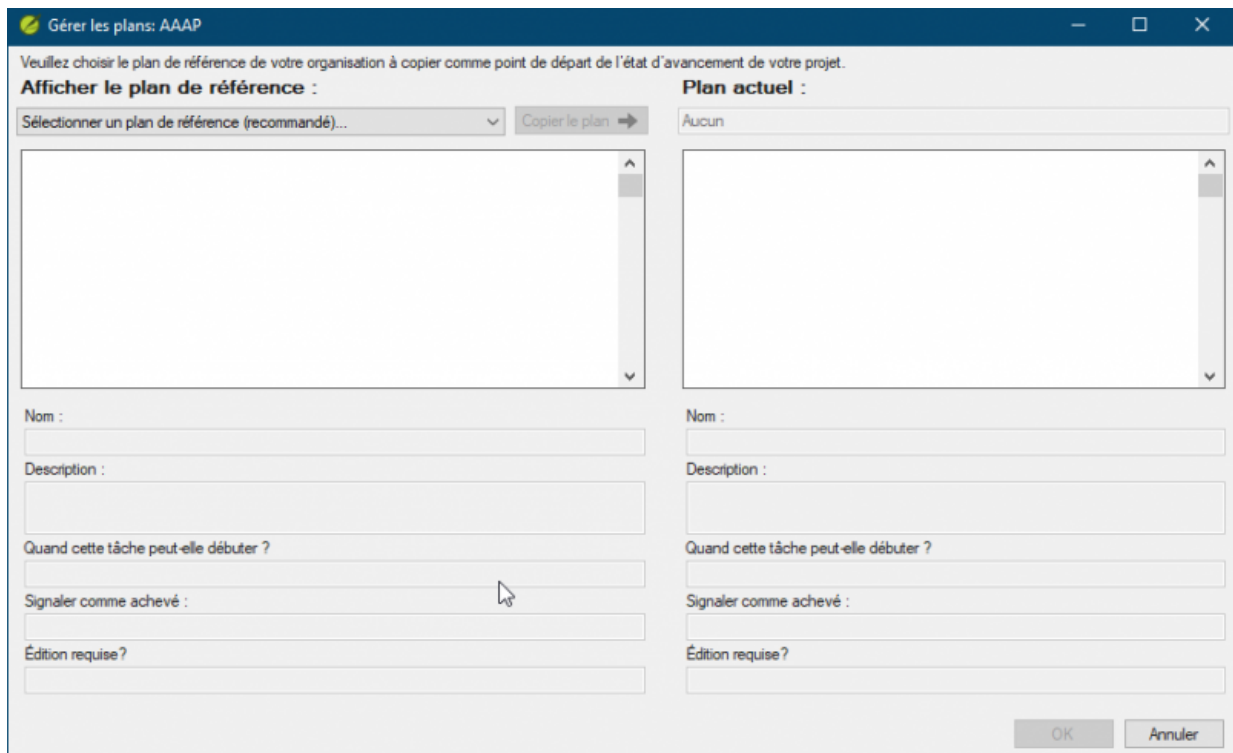 Gérer les plans: AAAP
Veuillez choisir le plan de référence de votre organisation à copier comme point de départ de l'état d'avancement de votre projet.
Afficher le plan de référence :
Sélectionner un plan de référence (recommandé)...
Copier le plan
Plan actuel :
Aucun
Nom :
Description :
Quand cette tâche peut-elle débuter ?
Signaler comme achevé :
Édition requise?
Nom :
Description :
Quand cette tâche peut-elle débuter ?
Signaler comme achevé :
Édition requise?
OK
Annuler